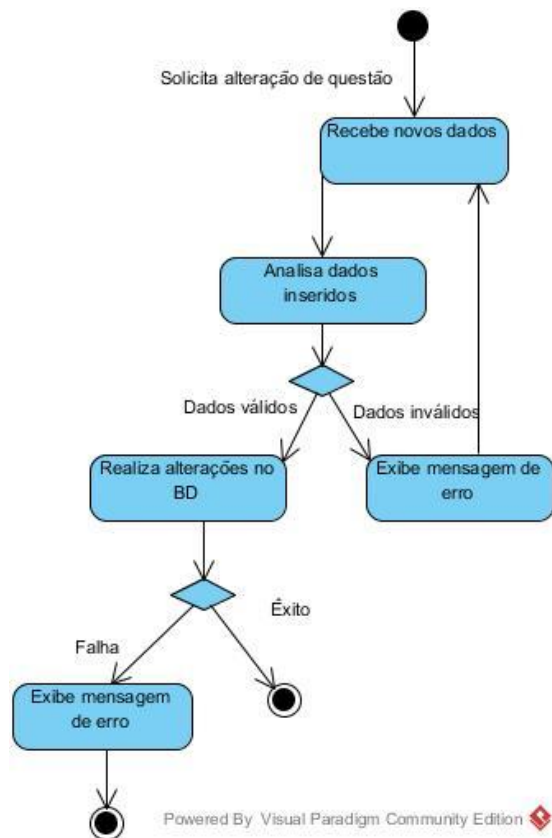 Solicita alteração de questão
Recebe novos dados
Analisa dados
inseridos
Dados válidos
Dados inválidos
Realiza alterações no
BD
Exibe mensagem de
erro
Êxito
Falha
Exibe mensagem
de erro
Powered By Visual Paradigm Community Edition